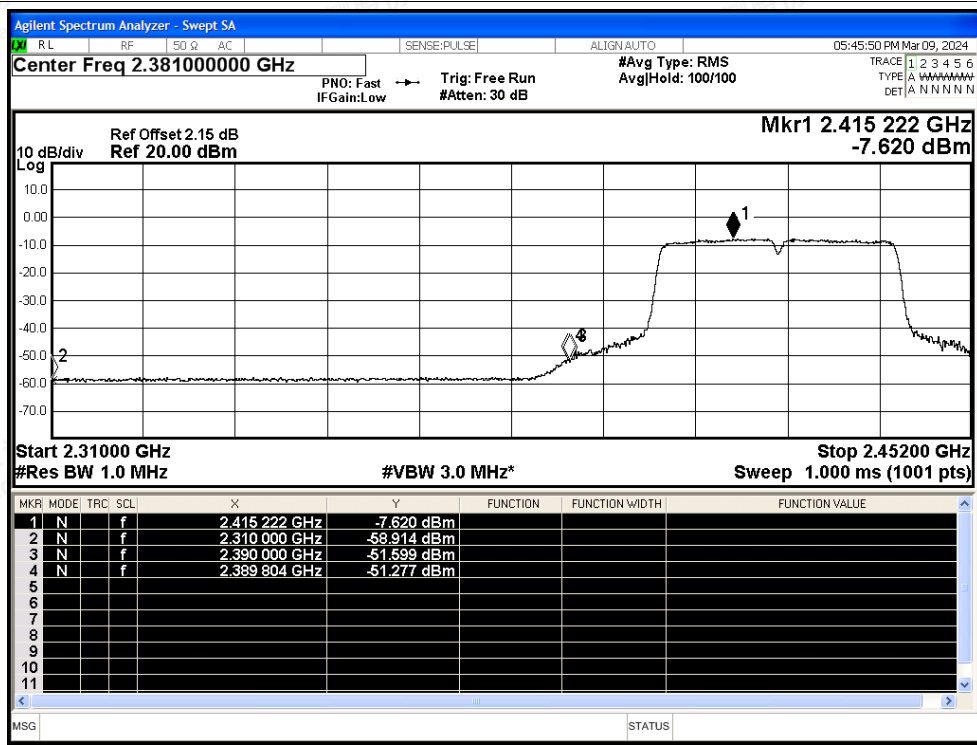 Agilent Spectrum Analyzer - Swept SA
LXI RL RF 50 Ω AC SENSE:PULSE ALIGN AUTO 05:45:50 PM Mar 09, 2024
Center Freq 2.381000000 GHz
PNO: Fast
IFGain:Low
Trig: Free Run
#Atten: 30 dB
#Avg Type: RMS
Avg|Hold: 100/100
TRACE 1 2 3 4 5 6
TYPE A WWWWW
DET A N N N N N
Ref Offset 2.15 dB
10 dB/div Ref 20.00 dBm
Log
Mkr1 2.415 222 GHz
-7.620 dBm
10.0
0.00
-10.0
-20.0
-30.0
-40.0
-50.0
-60.0
-70.0
1
2
4
Start 2.31000 GHz Stop 2.45200 GHz
#Res BW 1.0 MHz #VBW 3.0 MHz* Sweep 1.000 ms (1001 pts)
MKR MODE TRC SCL X Y FUNCTION FUNCTION WIDTH FUNCTION VALUE
1 N f 2.415 222 GHz -7.620 dBm
2 N f 2.310 000 GHz -58.914 dBm
3 N f 2.390 000 GHz -51.599 dBm
4 N f 2.389 804 GHz -51.277 dBm
5
6
7
8
9
10
11
MSG STATUS